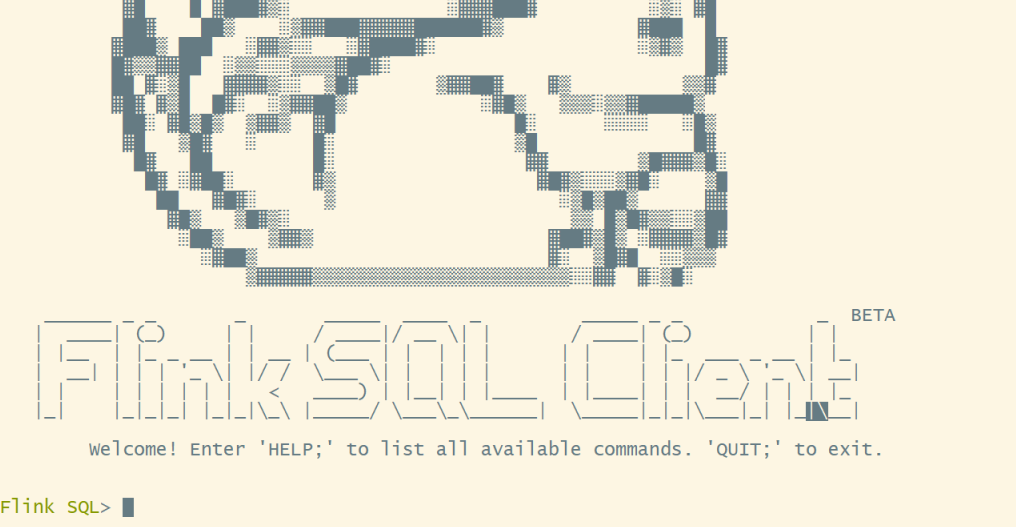 BETA
Flink SQL Client
Welcome! Enter 'HELP;' to list all available commands. 'QUIT;' to exit.
Flink SQL>